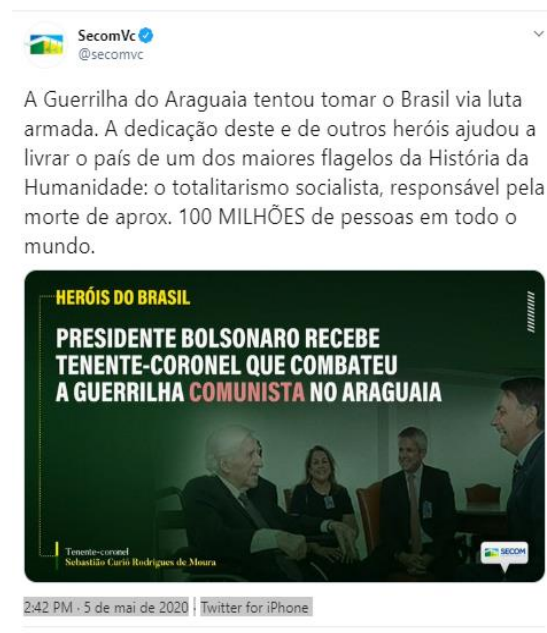 SecomVc
@secomvc
A Guerrilha do Araguaia tentou tomar o Brasil via luta
armada. A dedicação deste e de outros heróis ajudou a
livrar o país de um dos maiores flagelos da História da
Humanidade: o totalitarismo socialista, responsável pela
morte de aprox. 100 MILHÕES de pessoas em todo o
mundo.
HERÓIS DO BRASIL
PRESIDENTE BOLSONARO RECEBE
TENENTE-CORONEL QUE COMBATEU
A GUERRILHA COMUNISTA NO ARAGUAIA
Tenente-coronel
Sebastião Curió Rodrigues de Moura
SECOM
2:42 PM · 5 de mai de 2020 · Twitter for iPhone